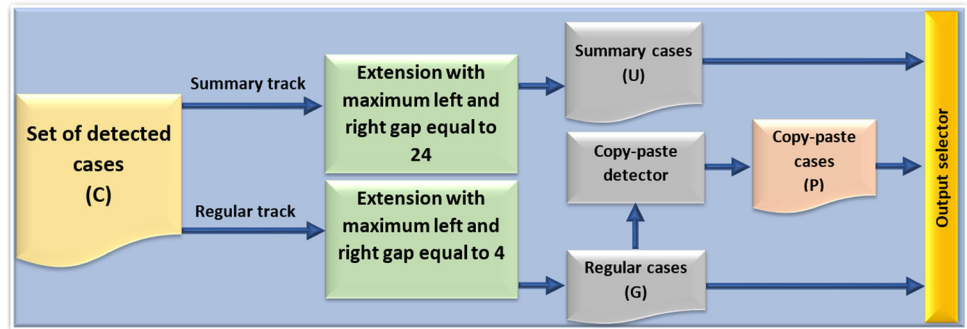 Set of detected
cases
(C)
Summary track
Regular track
Extension with
maximum left and
right gap equal to
24
Extension with
maximum left and
right gap equal to 4
Summary cases
(U)
Copy-paste
detector
Copy-paste
cases
(P)
Regular cases
(G)
Output selector